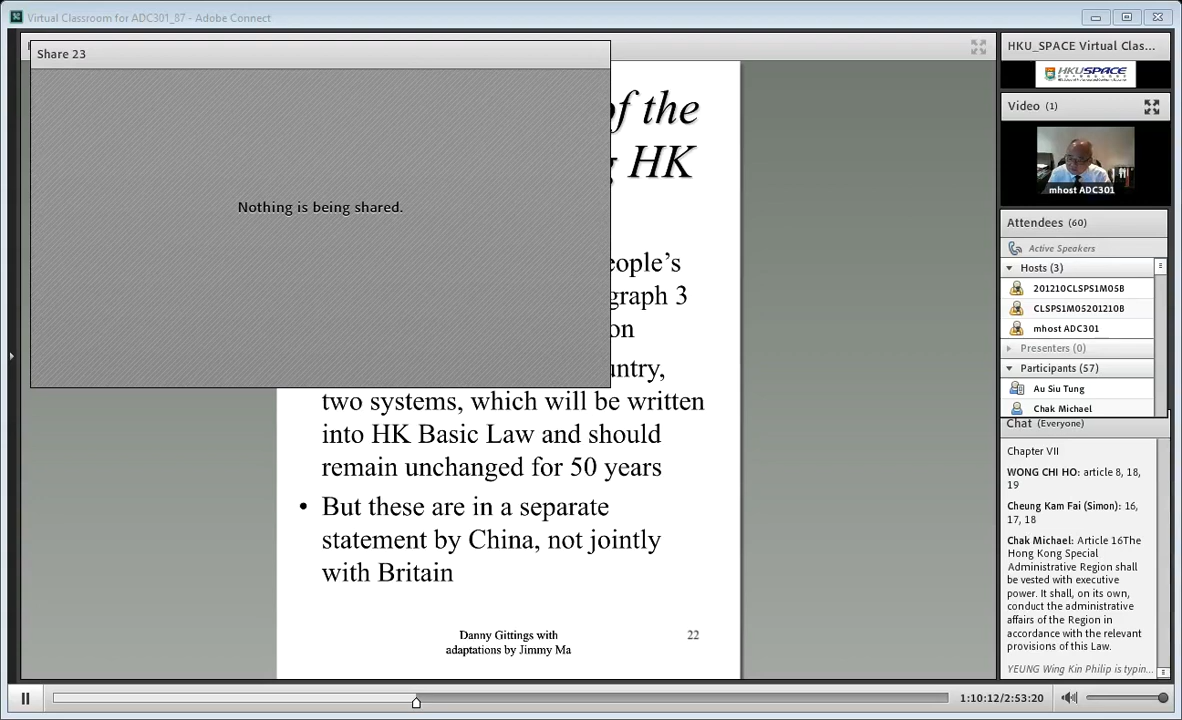 Virtual Classroom for ADC301_87 - Adobe Connect
Share 23
Nothing is being shared.
of the
HK
eople's
graph 3
on
untry,
two systems, which will be written
into HK Basic Law and should
remain unchanged for 50 years
• But these are in a separate
statement by China, not jointly
with Britain
Danny Gittings with
adaptations by Jimmy Ma
22
HKU_SPACE Virtual Clas...
HKUSPACE
Video (1)
mhost ADC301
Attendees (60)
Active Speakers
Hosts (3)
201210CLSPS1M05B
CLSPS1M05201210B
mhost ADC301
Presenters (0)
Participants (57)
Au Siu Tung
Chak Michael
Chat (Everyone)
Chapter VII
WONG CHI HO: article 8, 18,
19
Cheung Kam Fai (Simon): 16,
17, 18
Chak Michael: Article 16The
Hong Kong Special
Administrative Region shall
be vested with executive
power. It shall, on its own,
conduct the administrative
affairs of the Region in
accordance with the relevant
provisions of this Law.
YEUNG Wing Kin Philip is typin...
1:10:12/2:53:20